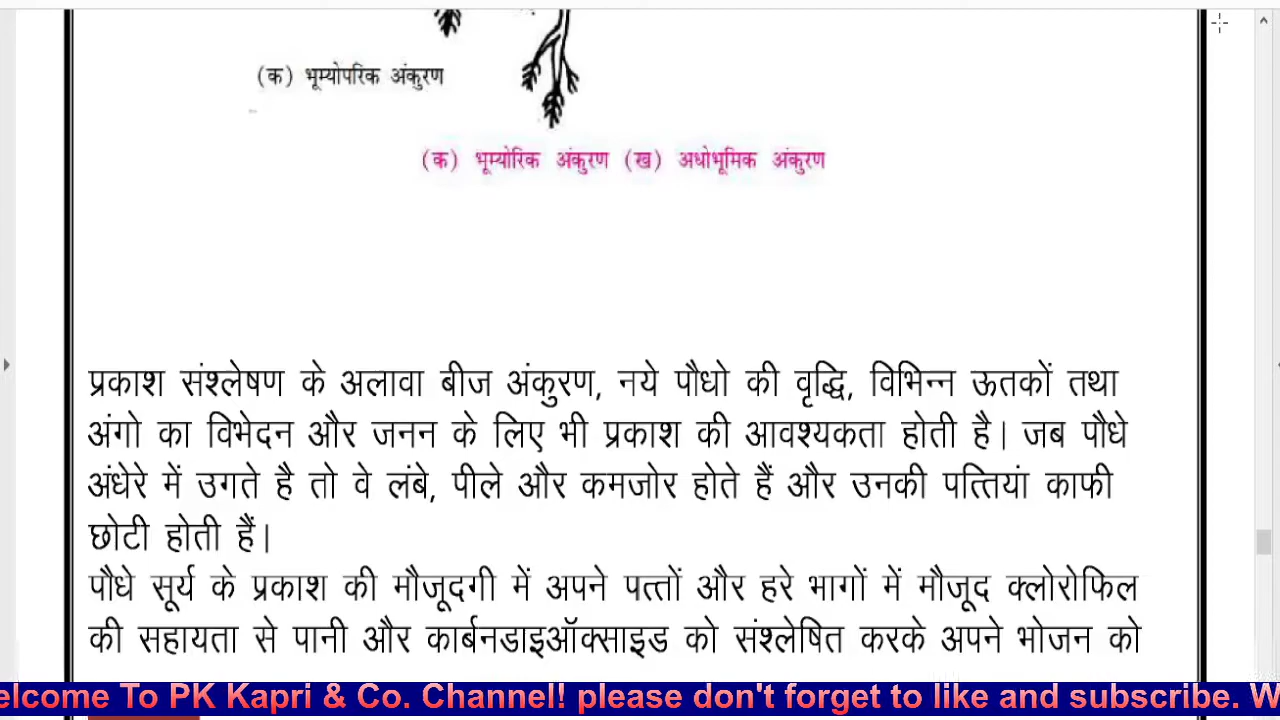 (क) भूम्योपरिक अंकुरण
(क) भूम्योरिक अंकुरण (ख) अधोभूमिक अंकुरण
प्रकाश संश्लेषण के अलावा बीज अंकुरण, नये पौधो की वृद्धि, विभिन्न ऊतकों तथा
अंगो का विभेदन और जनन के लिए भी प्रकाश की आवश्यकता होती है। जब पौधे
अंधेरे में उगते है तो वे लंबे, पीले और कमजोर होते हैं और उनकी पत्तियां काफी
छोटी होती हैं।
पौधे सूर्य के प्रकाश की मौजूदगी में अपने पत्तों और हरे भागों में मौजूद क्लोरोफिल
की सहायता से पानी और कार्बनडाइऑक्साइड को संश्लेषित करके अपने भोजन को
elcome To PK Kapri & Co. Channel! please don't forget to like and subscribe. W